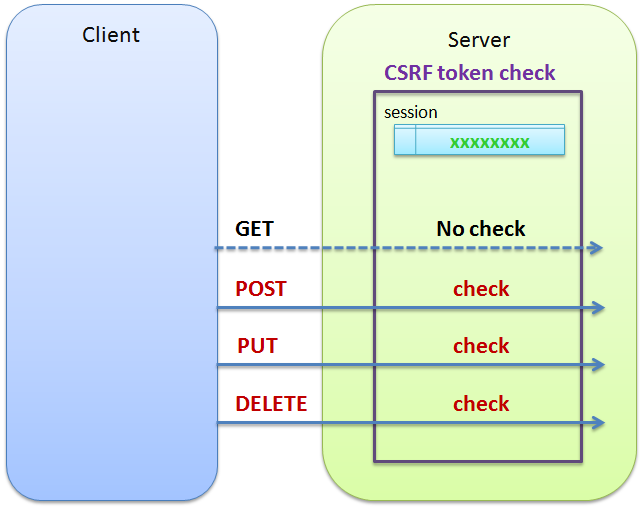 Client
Server
CSRF token check
session
xxxxxxxx
GET No check
POST check
PUT check
DELETE check